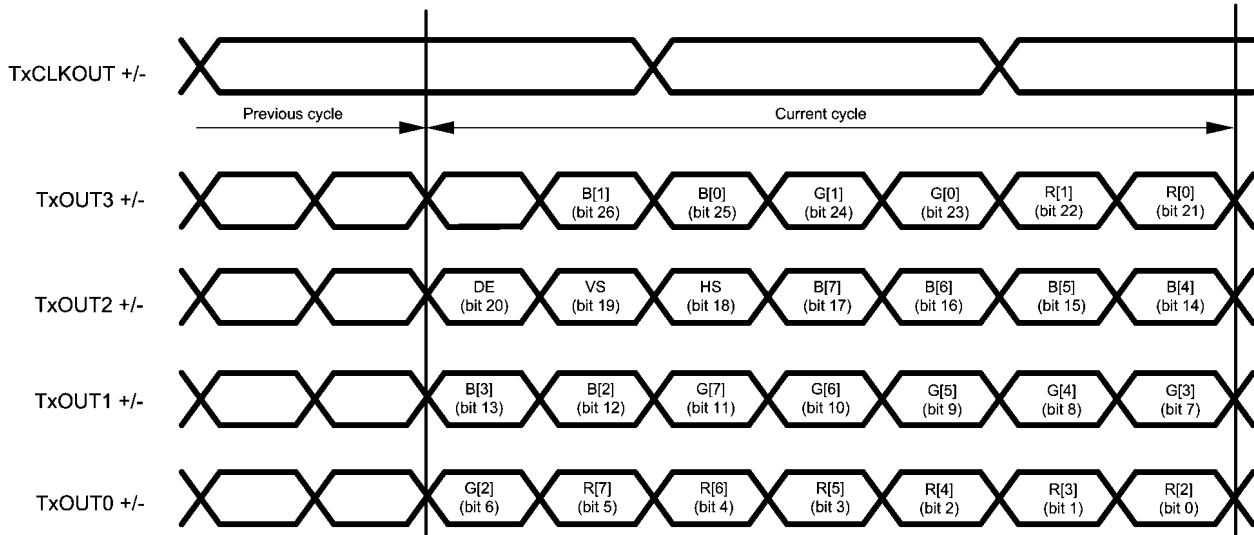 TxCLKOUT +/-
Previous cycle
Current cycle
TxOUT3 +/-
B[1]
(bit 26)
B[0]
(bit 25)
G[1]
(bit 24)
G[0]
(bit 23)
R[1]
(bit 22)
R[0]
(bit 21)
TxOUT2 +/-
DE
(bit 20)
VS
(bit 19)
HS
(bit 18)
B[7]
(bit 17)
B[6]
(bit 16)
B[5]
(bit 15)
B[4]
(bit 14)
TxOUT1 +/-
B[3]
(bit 13)
B[2]
(bit 12)
G[7]
(bit 11)
G[6]
(bit 10)
G[5]
(bit 9)
G[4]
(bit 8)
G[3]
(bit 7)
TxOUT0 +/-
G[2]
(bit 6)
R[7]
(bit 5)
R[6]
(bit 4)
R[5]
(bit 3)
R[4]
(bit 2)
R[3]
(bit 1)
R[2]
(bit 0)